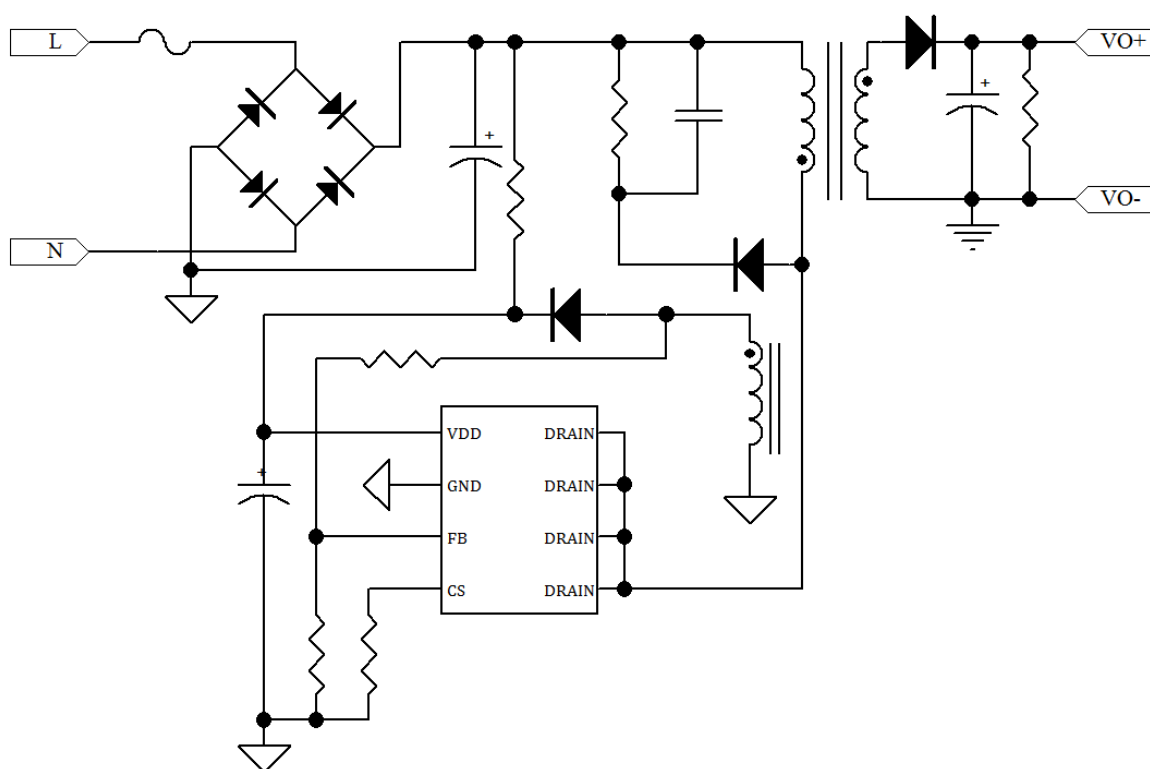 L
VO+
+
+
VO-
N
VDD
DRAIN
+
GND
DRAIN
FB
DRAIN
CS
DRAIN